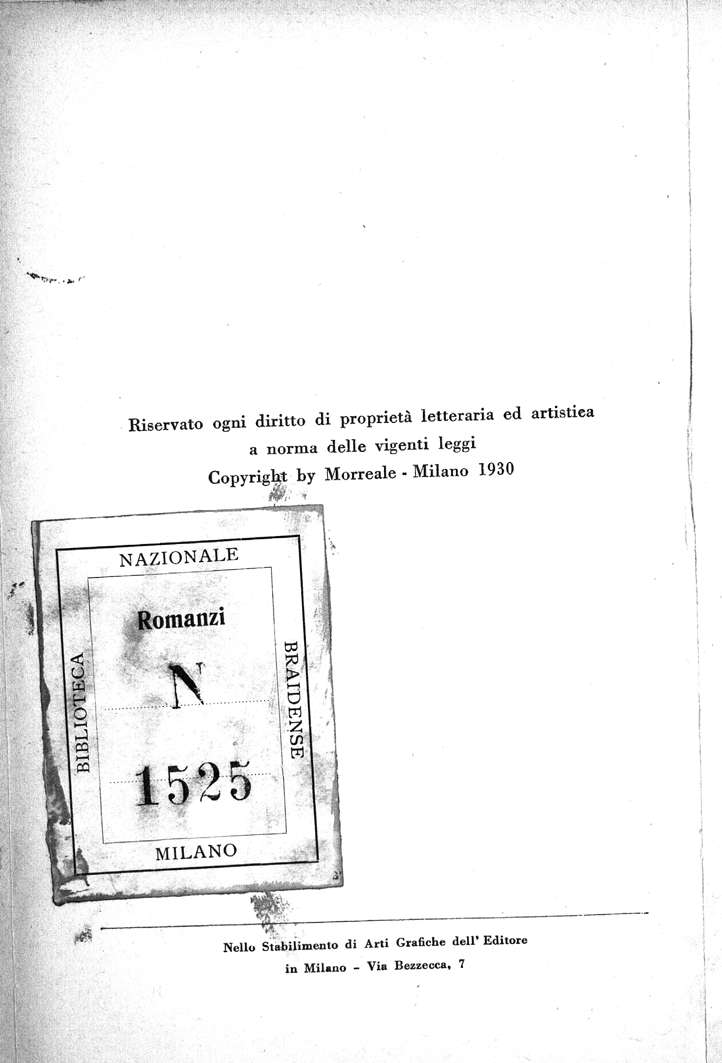 Riservato ogni diritto di proprietà letteraria ed artistica
a norma delle vigenti leggi
Copyright by Morreale - Milano 1930
NAZIONALE
BIBLIOTECA
Romanzi
N
1525
BRAIDENSE
MILANO
Nello Stabilimento di Arti Grafiche dell' Editore
in Milano - Via Bezzecca, 7